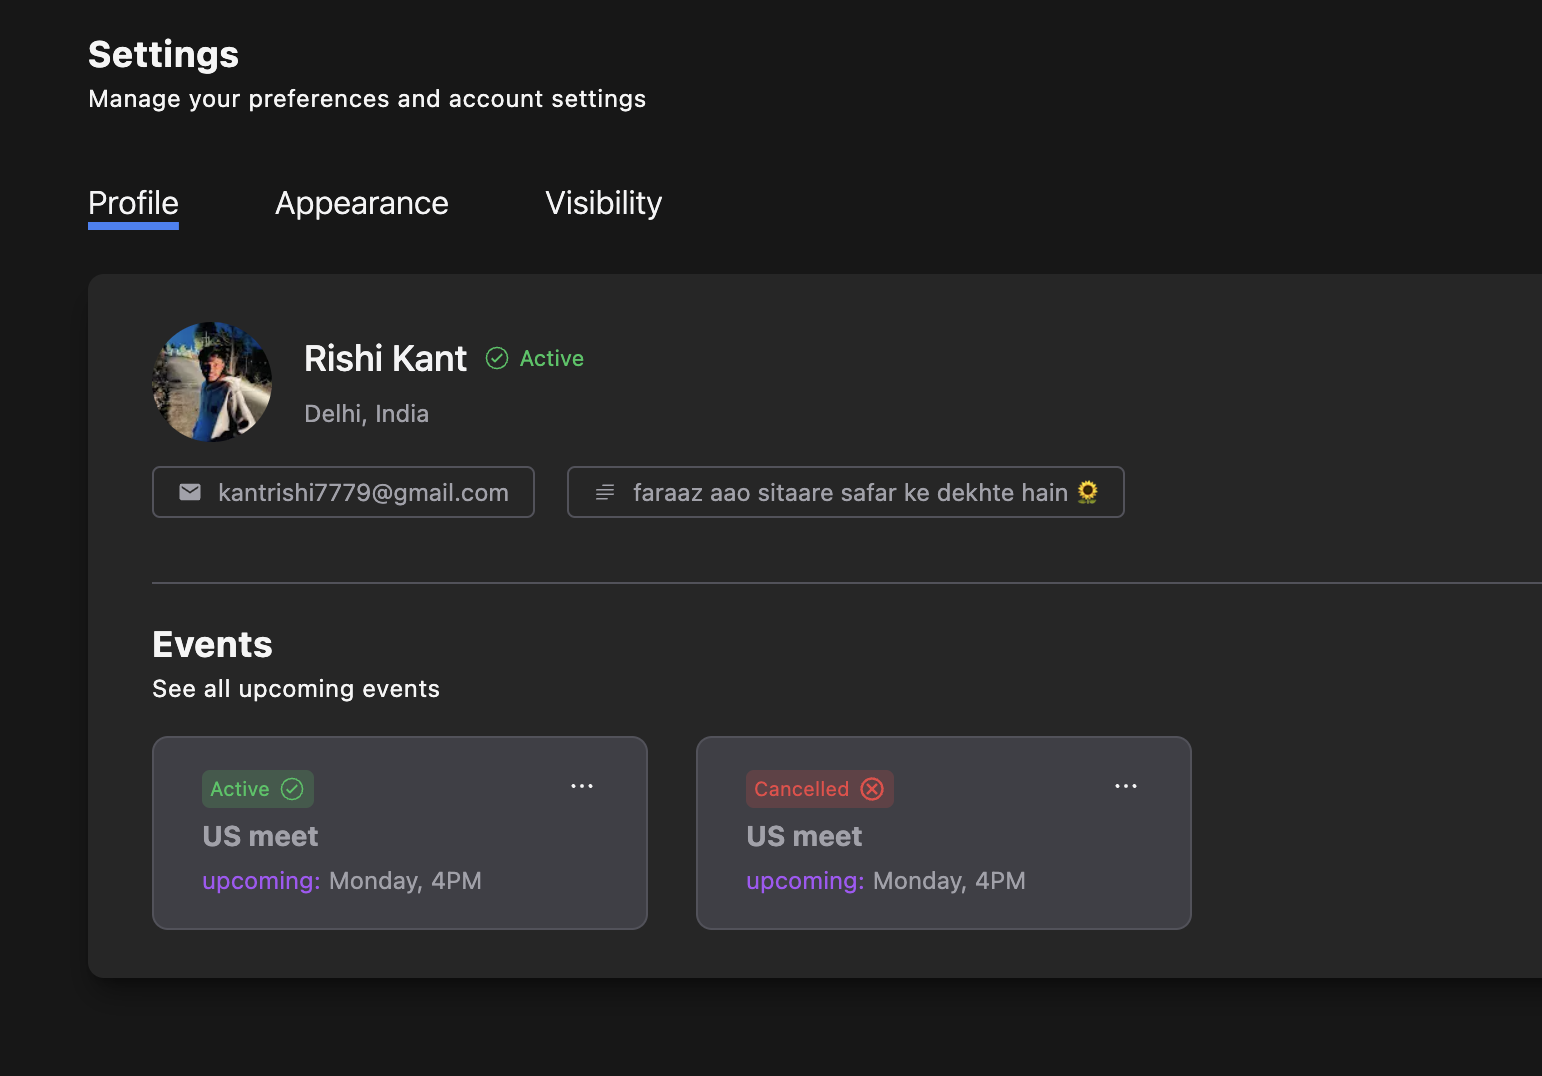 Settings
Manage your preferences and account settings
Profile Appearance Visibility
Rishi Kant Active
Delhi, India
kantrishi7779@gmail.com faraaz aao sitaare safar ke dekhte hain 🌻
Events
See all upcoming events
Active ... Cancelled ...
US meet US meet
upcoming: Monday, 4PM upcoming: Monday, 4PM